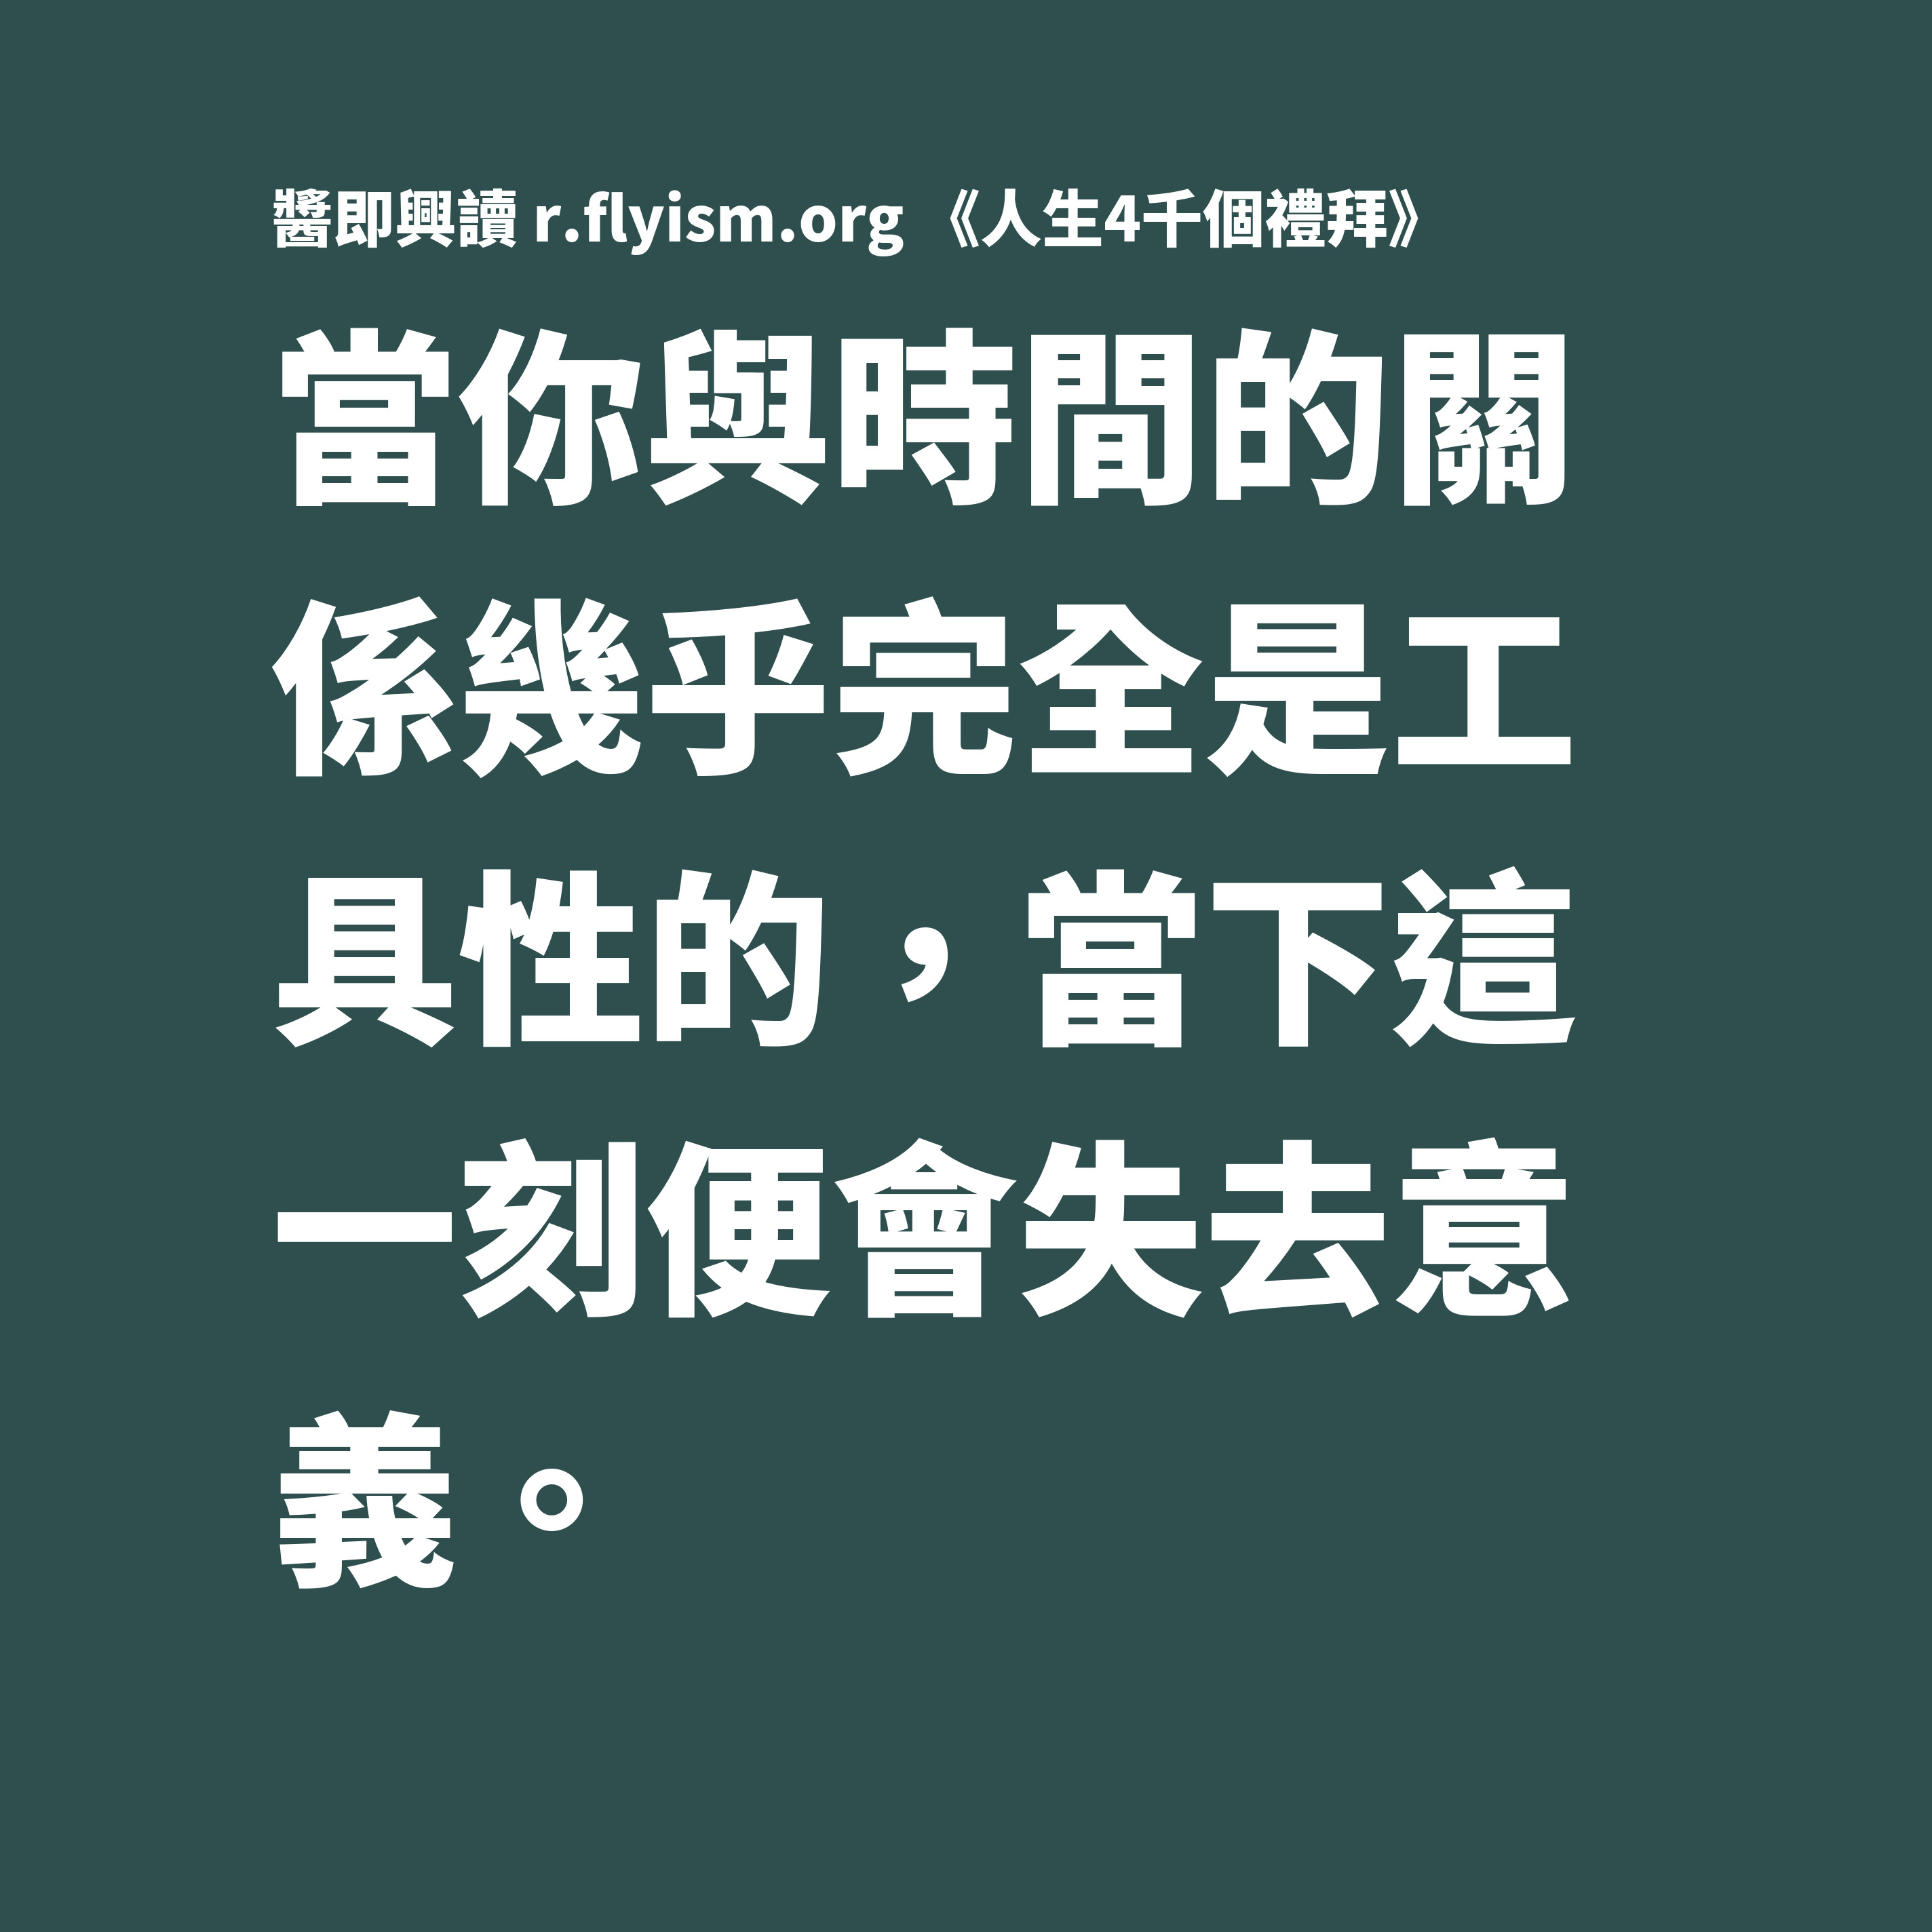 翻即興讀 r.flyism.org 《人生4千個禮拜》
當你與時間的關
係幾乎完全是工
具性的，當下這
一刻便會失去意
義。